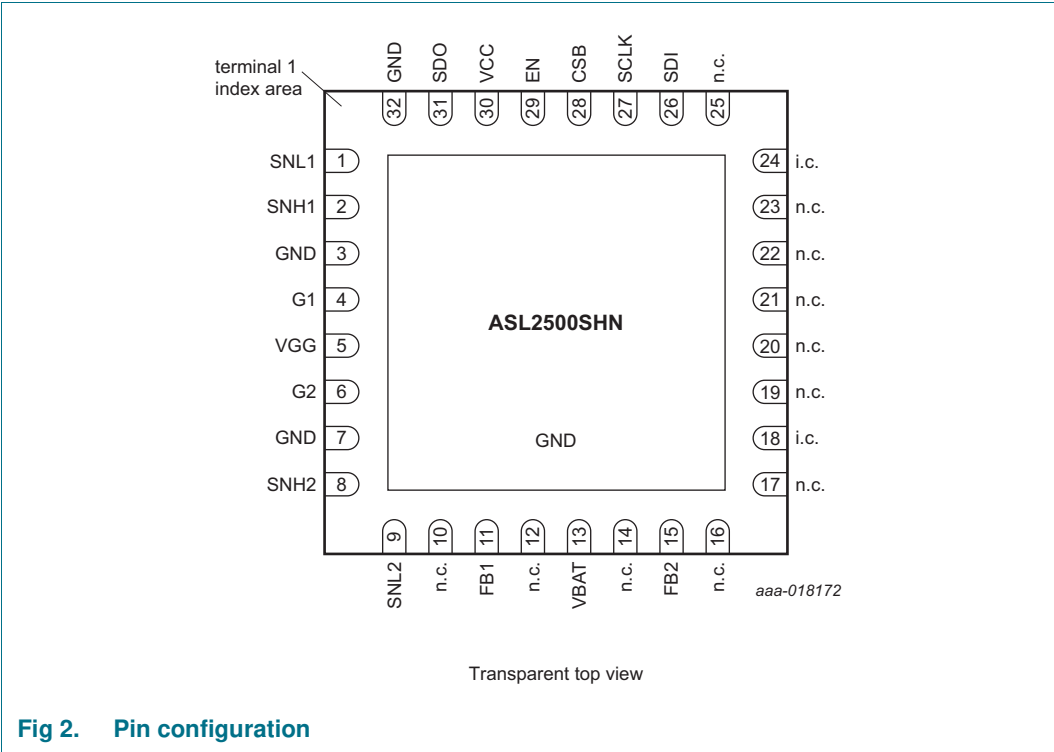 terminal 1
index area
GND
SDO
VCC
EN
CSB
SCLK
SDI
n.c.
32
31
30
29
28
27
26
25
SNL1 1
SNH1 2
GND 3
G1 4
VGG 5
G2 6
GND 7
SNH2 8
24 i.c.
23 n.c.
22 n.c.
21 n.c.
20 n.c.
19 n.c.
18 i.c.
17 n.c.
ASL2500SHN
GND
9
10
11
12
13
14
15
16
SNL2
n.c.
FB1
n.c.
VBAT
n.c.
FB2
n.c.
aaa-018172
Transparent top view
Fig 2. Pin configuration